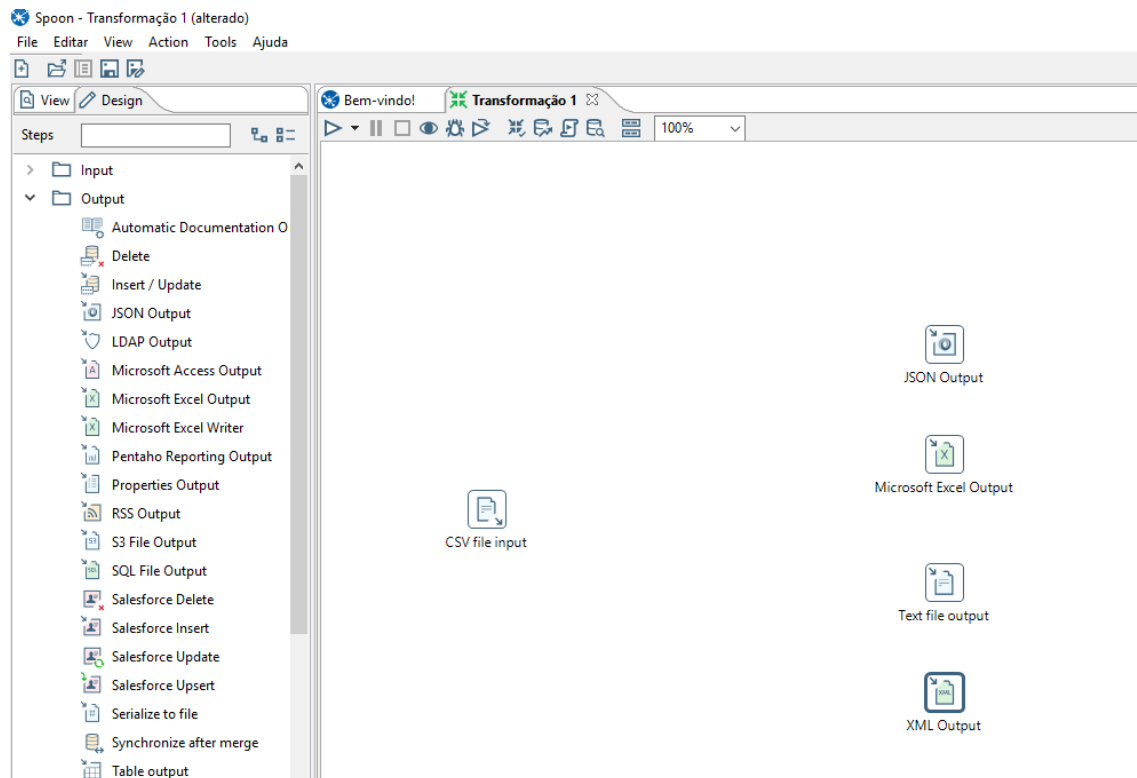 Spoon - Transformação 1 (alterado)
File Editar View Action Tools Ajuda
View Design
Steps
Input
Output
Automatic Documentation O
Delete
Insert / Update
JSON Output
LDAP Output
Microsoft Access Output
Microsoft Excel Output
Microsoft Excel Writer
Pentaho Reporting Output
Properties Output
RSS Output
S3 File Output
SQL File Output
Salesforce Delete
Salesforce Insert
Salesforce Update
Salesforce Upsert
Serialize to file
Synchronize after merge
Table output
Bem-vindo! Transformação 1
100%
JSON Output
Microsoft Excel Output
CSV file input
Text file output
XML
XML Output